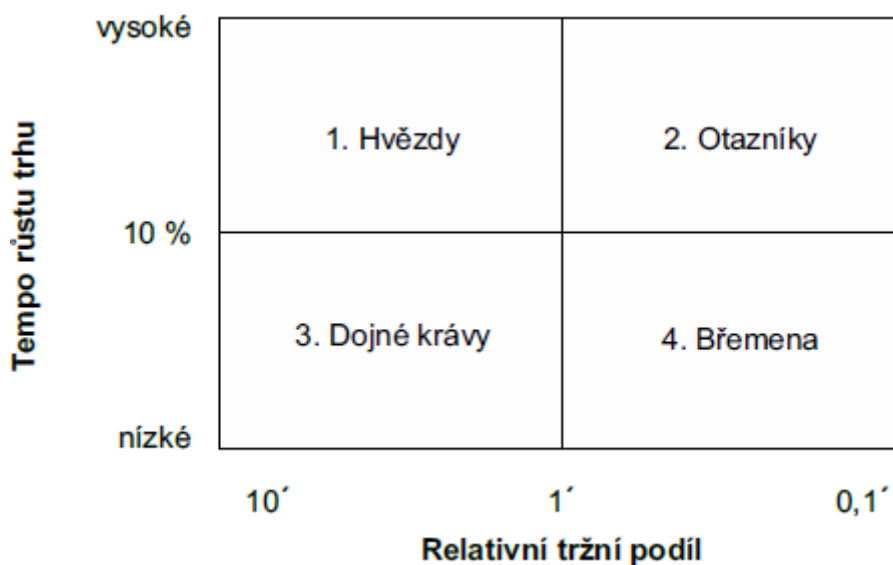 vysoké
Tempo růstu trhu
1. Hvězdy
2. Otazníky
10 %
3. Dojné krávy
4. Břemena
nízké
10´
1´
0,1´
Relativní tržní podíl